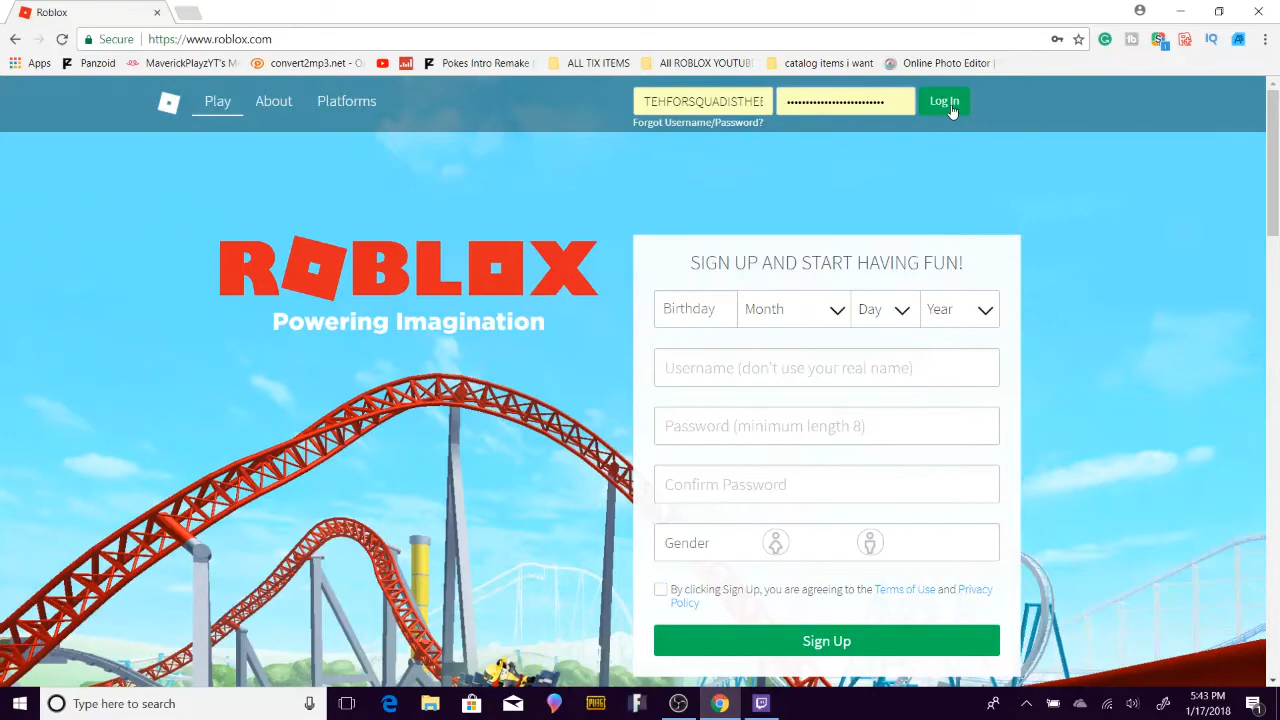 Roblox
Secure https://www.roblox.com
Apps Panzoid MaverickPlayzYT's M convert2mp3.net - O Pokes Intro Remake ALL TIX ITEMS All ROBLOX YOUTUB catalog items i want Online Photo Editor
Play About Platforms TEHFORSQUADISTHEE •••••••••••••••••••••••••• Log In
Forgot Username/Password?
ROBLOX
Powering Imagination
SIGN UP AND START HAVING FUN!
Birthday Month Day Year
Username (don't use your real name)
Password (minimum length 8)
Confirm Password
Gender
By clicking Sign Up, you are agreeing to the Terms of Use and Privacy
Policy
Sign Up
Type here to search
5:43 PM
1/17/2018